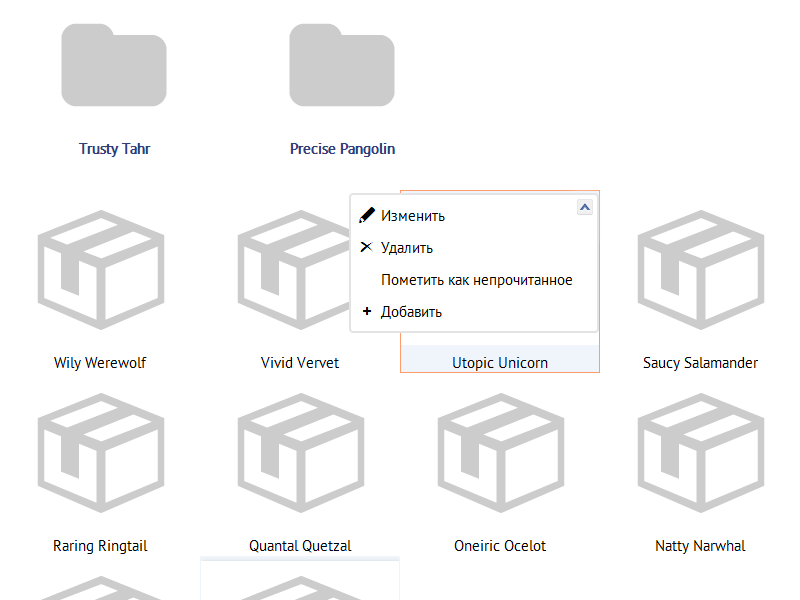 Trusty Tahr
Precise Pangolin
Изменить
Удалить
Пометить как непрочитанное
Добавить
Wily Werewolf
Vivid Vervet
Utopic Unicorn
Saucy Salamander
Raring Ringtail
Quantal Quetzal
Oneiric Ocelot
Natty Narwhal